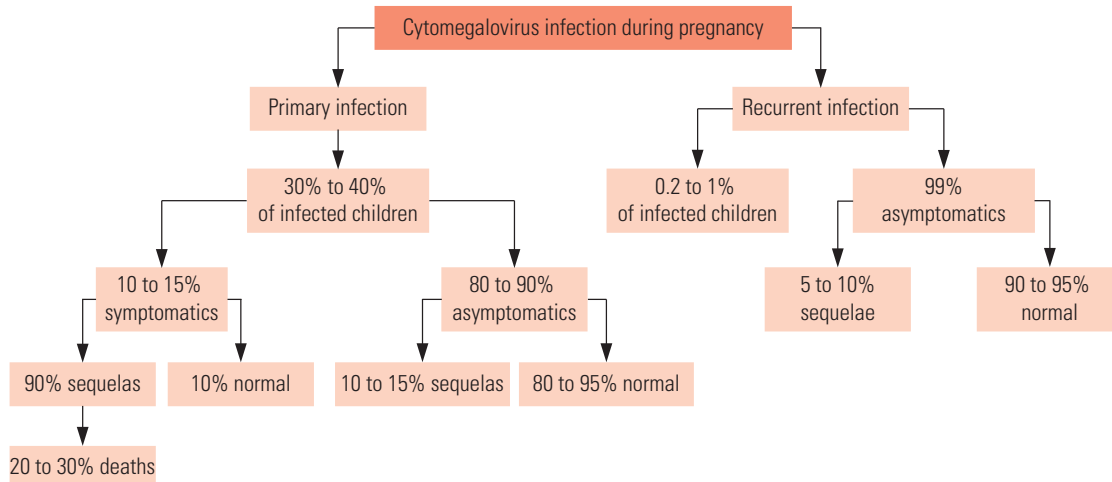 Cytomegalovirus infection during pregnancy
Primary infection
Recurrent infection
30% to 40%
of infected children
0.2 to 1%
of infected children
99%
asymptomatics
10 to 15%
symptomatics
80 to 90%
asymptomatics
5 to 10%
sequelae
90 to 95%
normal
90% sequelas
10% normal
10 to 15% sequelas
80 to 95% normal
20 to 30% deaths